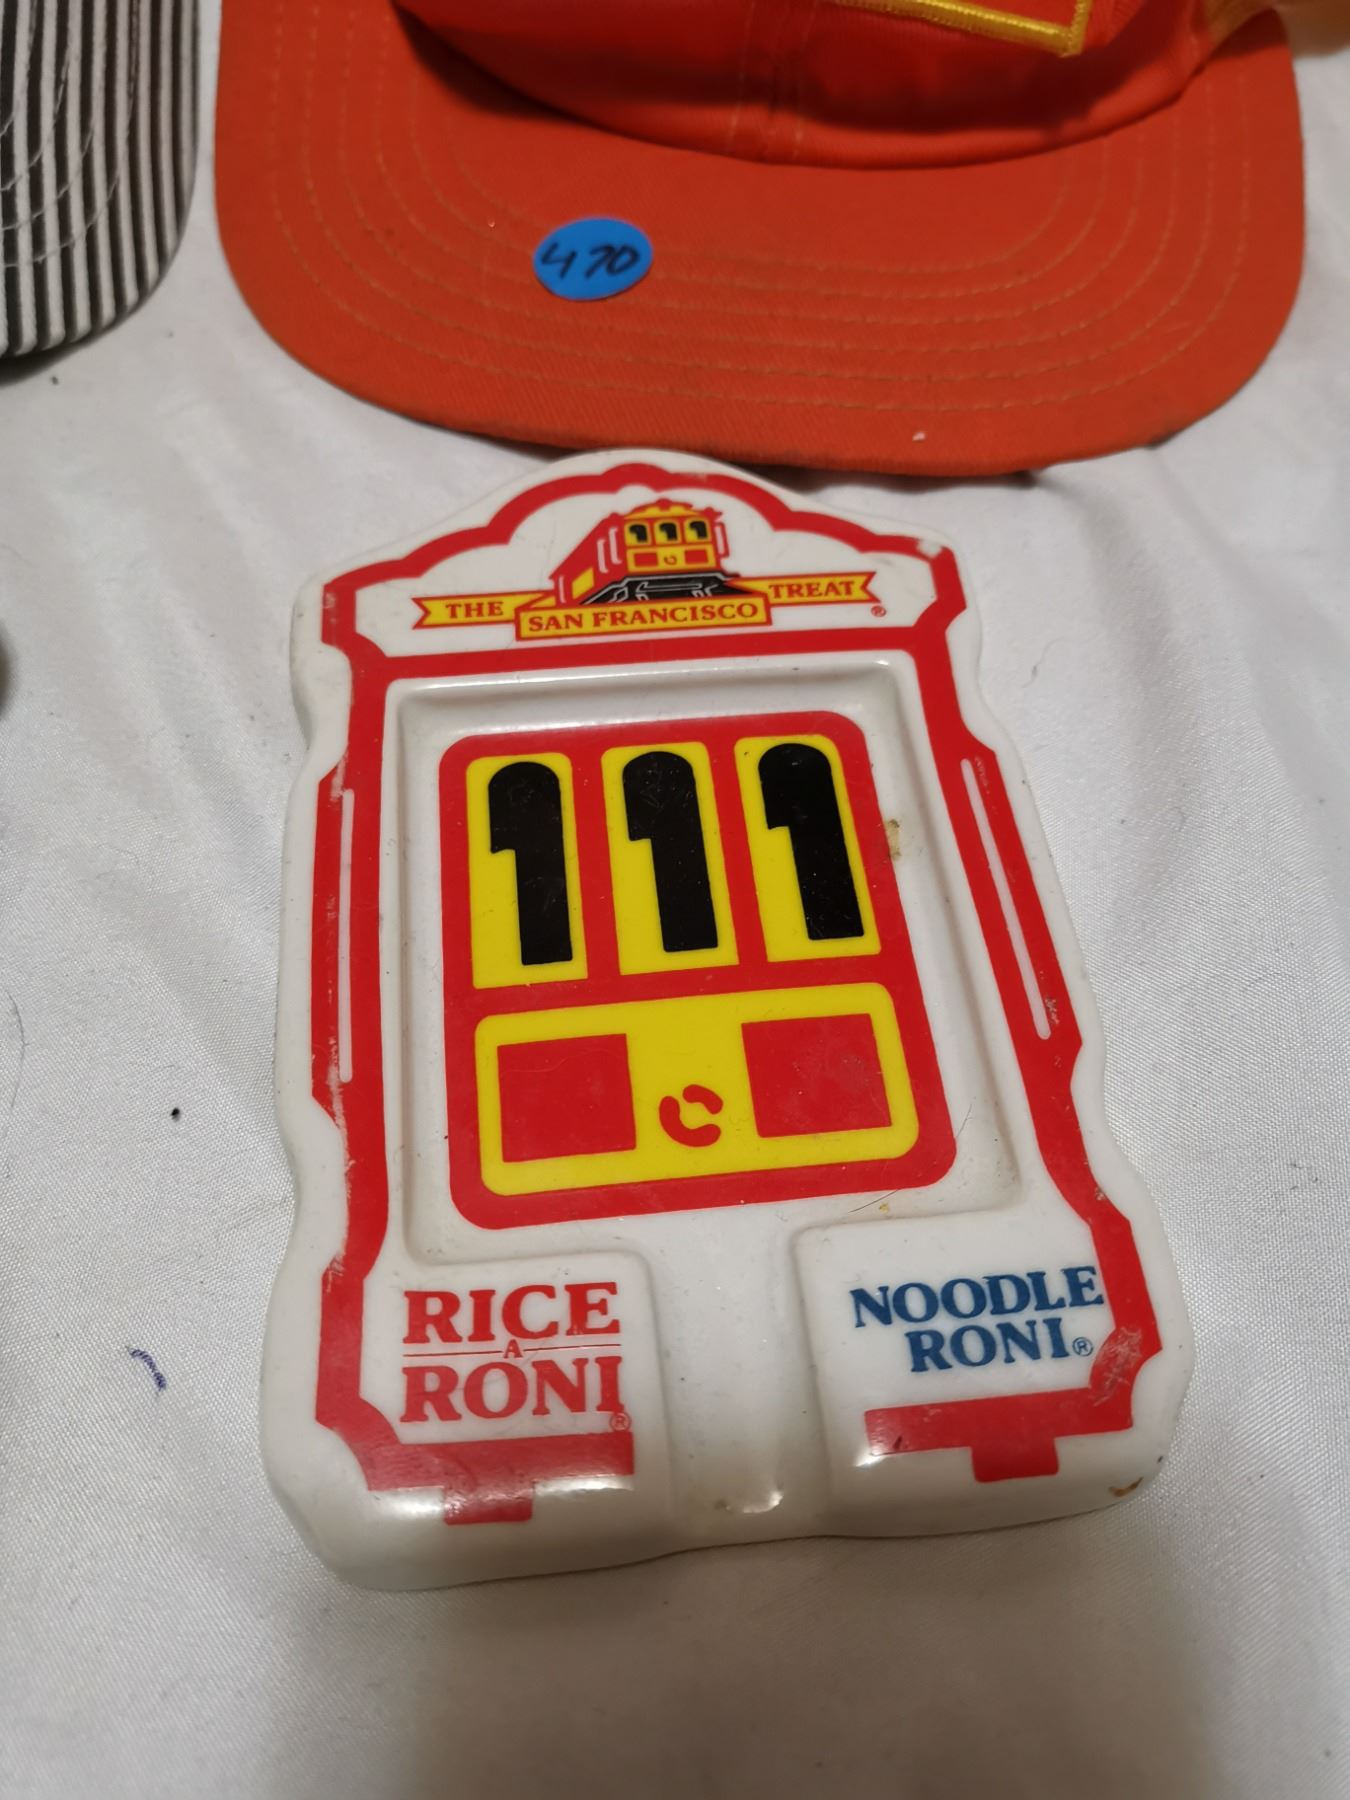 470
THE SAN FRANCISCO TREAT®
RICE
A
RONI®
NOODLE
RONI®